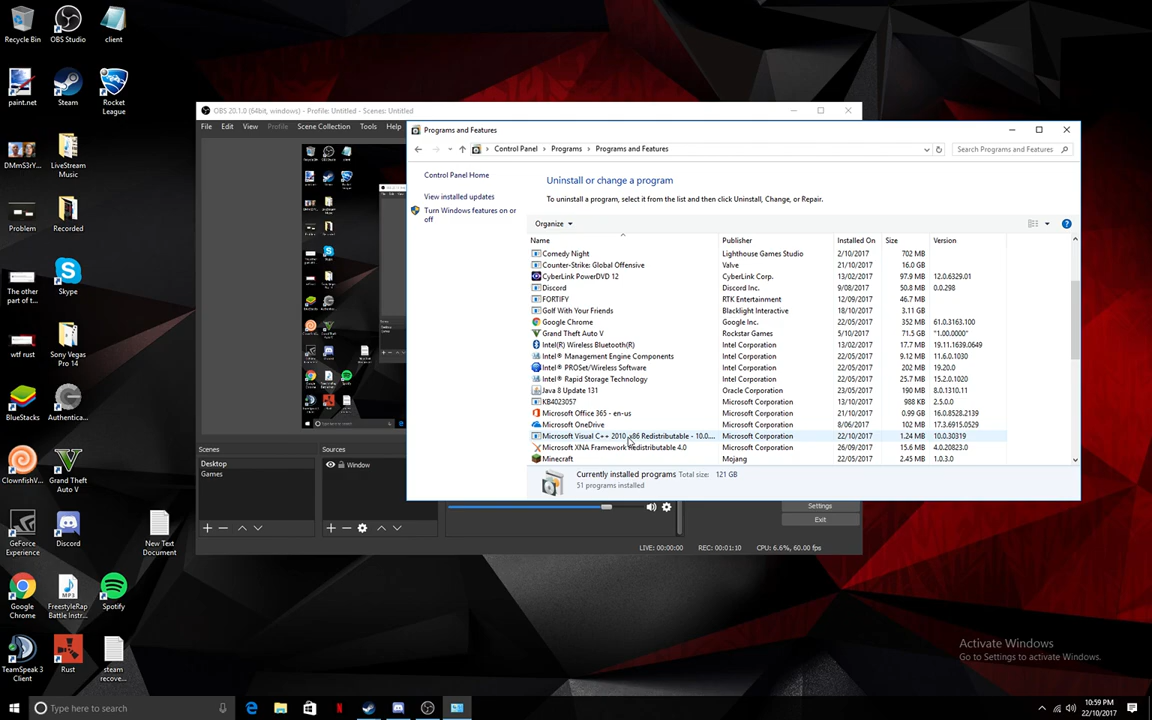 Recycle Bin
OBS Studio
client
paint.net
Steam
Rocket
League
DMmS3rY...
LiveStream
Music
Problem
Recorded
The other
part of t...
Skype
wtf rust
Sony Vegas
Pro 14
BlueStacks
Authentica...
ClownfishV...
Grand Theft
Auto V
GeForce
Experience
Discord
New Text
Document
Google
Chrome
FreestyleRap
Battle Instr...
Spotify
TeamSpeak 3
Client
Rust
steam
recove...
OBS 20.1.0 (64bit, windows) - Profile: Untitled - Scenes: Untitled
File Edit View Profile Scene Collection Tools Help
Scenes
Desktop
Games
Sources
Window
Settings
Exit
LIVE: 00:00:00 REC: 00:01:10 CPU: 6.6%, 60.00 fps
Programs and Features
Control Panel Programs Programs and Features
Search Programs and Features
Control Panel Home
View installed updates
Turn Windows features on or
off
Uninstall or change a program
To uninstall a program, select it from the list and then click Uninstall, Change, or Repair.
Organize
Name Publisher Installed On Size Version
Comedy Night Lighthouse Games Studio 2/10/2017 702 MB
Counter-Strike: Global Offensive Valve 21/10/2017 16.0 GB
CyberLink PowerDVD 12 CyberLink Corp. 13/02/2017 97.9 MB 12.0.6329.01
Discord Discord Inc. 9/08/2017 50.8 MB 0.0.298
FORTIFY RTK Entertainment 12/09/2017 46.7 MB
Golf With Your Friends Blacklight Interactive 18/10/2017 3.11 GB
Google Chrome Google Inc. 22/05/2017 352 MB 61.0.3163.100
Grand Theft Auto V Rockstar Games 22/05/2017 71.5 GB "1.00.0000"
Intel(R) Wireless Bluetooth(R) Intel Corporation 13/02/2017 17.7 MB 19.11.1639.0649
Intel® Management Engine Components Intel Corporation 22/05/2017 9.12 MB 11.6.0.1030
Intel® PROSet/Wireless Software Intel Corporation 22/05/2017 202 MB 19.20.0
Intel® Rapid Storage Technology Intel Corporation 22/05/2017 25.7 MB 15.2.0.1020
Java 8 Update 131 Oracle Corporation 23/05/2017 102 MB 8.0.1310.11
KB4023057 Microsoft Corporation 13/10/2017 988 KB 2.5.0.0
Microsoft Office 365 - en-us Microsoft Corporation 21/10/2017 0.99 GB 16.0.8528.2139
Microsoft OneDrive Microsoft Corporation 8/06/2017 102 MB 17.3.6915.0529
Microsoft Visual C++ 2010 x86 Redistributable - 10.0.... Microsoft Corporation 22/10/2017 1.24 MB 10.0.30319
Microsoft XNA Framework Redistributable 4.0 Microsoft Corporation 26/09/2017 15.6 MB 4.0.20823.0
Minecraft Mojang 22/05/2017 2.45 MB 1.0.3.0
Currently installed programs Total size: 121 GB
51 programs installed
Activate Windows
Go to Settings to activate Windows.
Type here to search
10:59 PM
22/10/2017